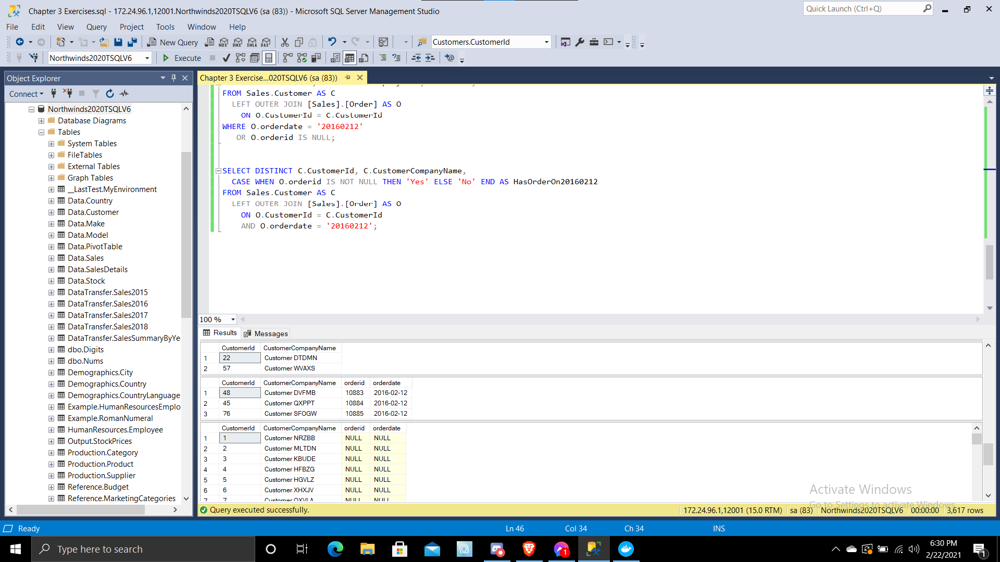 Chapter 3 Exercises.sql - 172.24.96.1,12001.Northwinds2020TSQLV6 (sa (83)) - Microsoft SQL Server Management Studio
Quick Launch (Ctrl+Q)
File Edit View Query Project Tools Window Help
New Query
MDX DMX XMLA DAX
Customers.CustomerId
Northwinds2020TSQLV6
Execute
Object Explorer
Connect
Northwinds2020TSQLV6
Database Diagrams
Tables
System Tables
FileTables
External Tables
Graph Tables
__LastTest.MyEnvironment
Data.Country
Data.Customer
Data.Make
Data.Model
Data.PivotTable
Data.Sales
Data.SalesDetails
Data.Stock
DataTransfer.Sales2015
DataTransfer.Sales2016
DataTransfer.Sales2017
DataTransfer.Sales2018
DataTransfer.SalesSummaryByYe
dbo.Digits
dbo.Nums
Demographics.City
Demographics.Country
Demographics.CountryLanguage
Example.HumanResourcesEmplo
Example.RomanNumeral
HumanResources.Employee
Output.StockPrices
Production.Category
Production.Product
Production.Supplier
Reference.Budget
Reference.MarketingCategories
Chapter 3 Exercise...020TSQLV6 (sa (83))
FROM Sales.Customer AS C
LEFT OUTER JOIN [Sales].[Order] AS O
ON O.CustomerId = C.CustomerId
WHERE O.orderdate = '20160212'
OR O.orderid IS NULL;
SELECT DISTINCT C.CustomerId, C.CustomerCompanyName,
CASE WHEN O.orderid IS NOT NULL THEN 'Yes' ELSE 'No' END AS HasOrderOn20160212
FROM Sales.Customer AS C
LEFT OUTER JOIN [Sales].[Order] AS O
ON O.CustomerId = C.CustomerId
AND O.orderdate = '20160212';
100 %
Results Messages
CustomerId CustomerCompanyName
1 22 Customer DTDMN
2 57 Customer WVAXS
CustomerId CustomerCompanyName orderid orderdate
1 48 Customer DVFMB 10883 2016-02-12
2 45 Customer QXPPT 10884 2016-02-12
3 76 Customer SFOGW 10885 2016-02-12
CustomerId CustomerCompanyName orderid orderdate
1 1 Customer NRZBB NULL NULL
2 2 Customer MLTDN NULL NULL
3 3 Customer KBUDE NULL NULL
4 4 Customer HFBZG NULL NULL
5 5 Customer HGVLZ NULL NULL
6 6 Customer XHXJV NULL NULL
7 7 Customer QXVLA NULL NULL
Activate Windows
Go to Settings to activate Windows.
Query executed successfully.
172.24.96.1,12001 (15.0 RTM) sa (83) Northwinds2020TSQLV6 00:00:00 3,617 rows
Ready
Ln 46 Col 34 Ch 34 INS
Type here to search
1
6:30 PM
2/22/2021
1